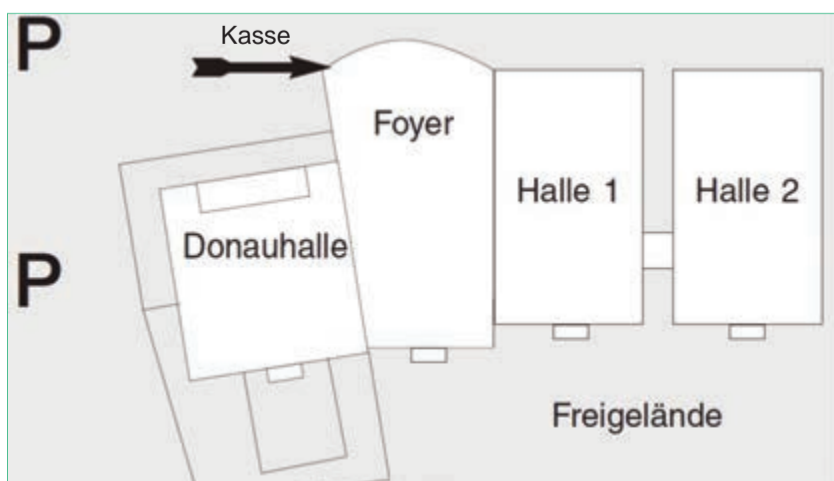 P
Kasse
Foyer
Halle 1
Halle 2
Donauhalle
P
Freigelände